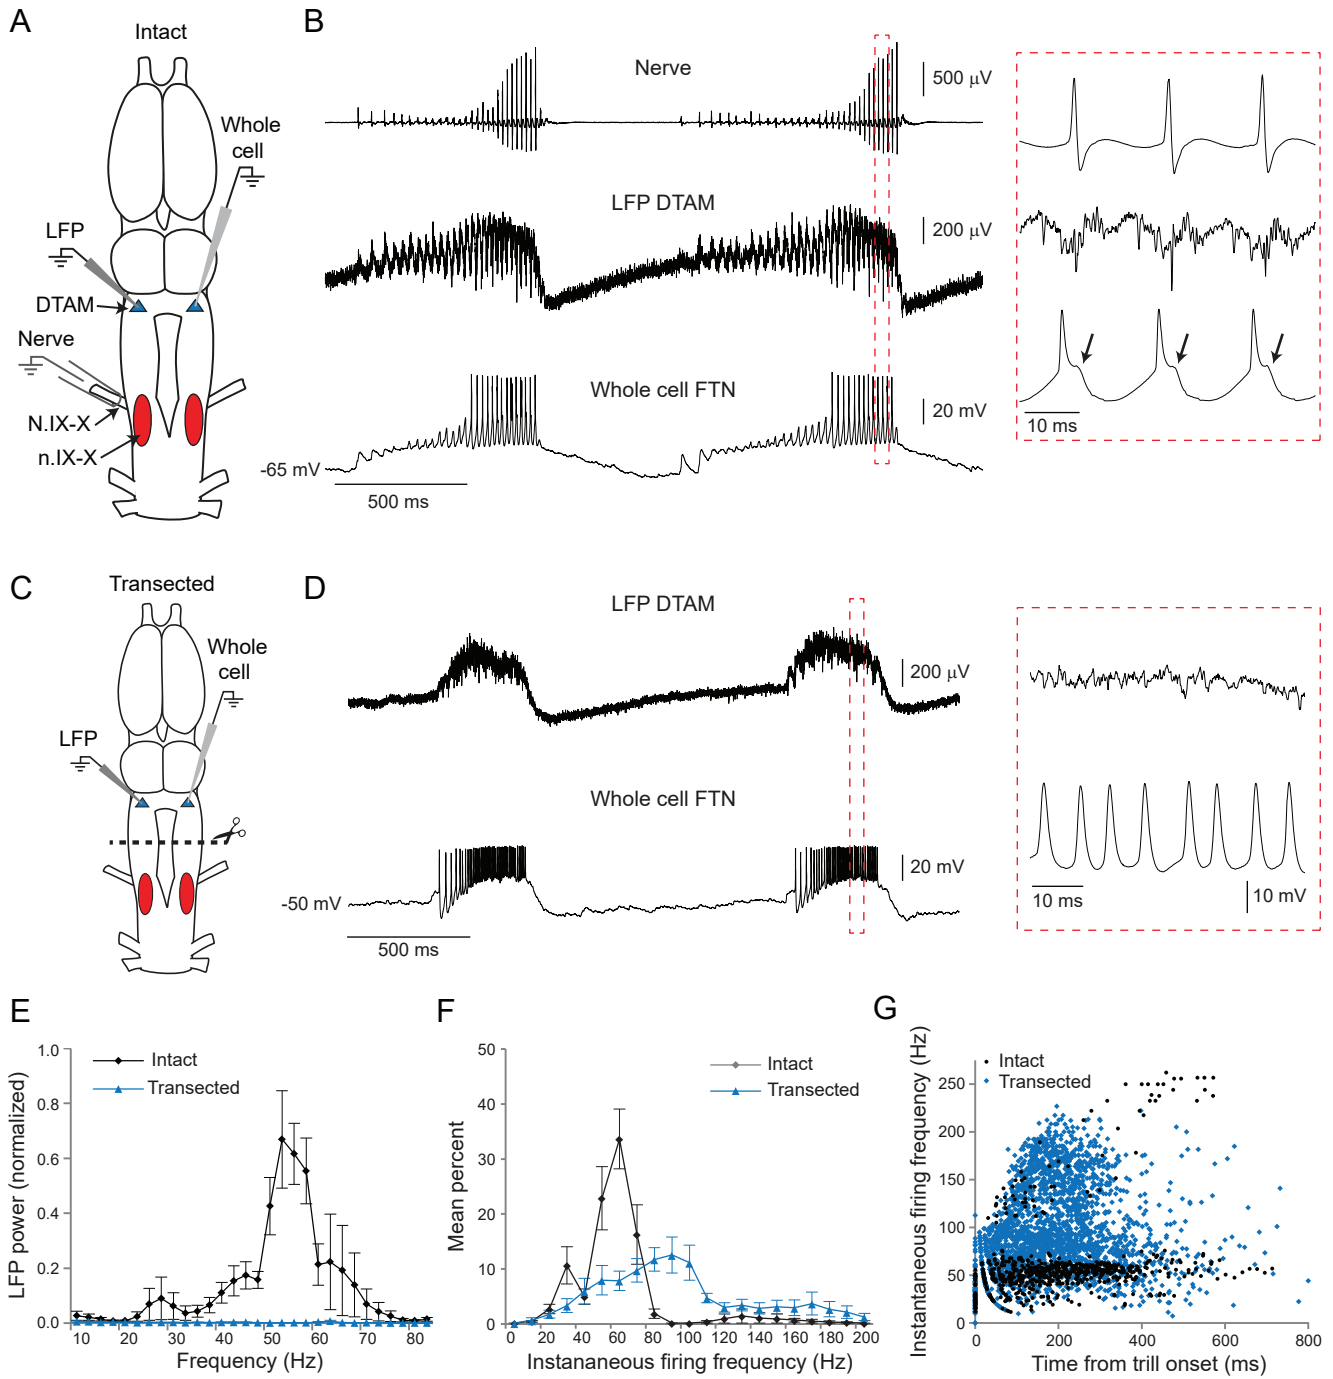 A
Intact
Whole
cell
LFP
DTAM
Nerve
N.IX-X
n.IX-X
B
Nerve
500 μV
LFP DTAM
200 μV
Whole cell FTN
20 mV
-65 mV
500 ms
10 ms
C
Transected
Whole
cell
LFP
D
LFP DTAM
200 μV
Whole cell FTN
20 mV
-50 mV
500 ms
10 ms
10 mV
E
LFP power (normalized)
1.0
0.8
0.6
0.4
0.2
0.0
Intact
Transected
10 20 30 40 50 60 70 80
Frequency (Hz)
F
Mean percent
50
40
30
20
10
0
Intact
Transected
0 20 40 60 80 100 120 140 160 180 200
Instananeous firing frequency (Hz)
G
Instantaneous firing frequency (Hz)
250
200
150
100
50
0
Intact
Transected
0 200 400 600 800
Time from trill onset (ms)